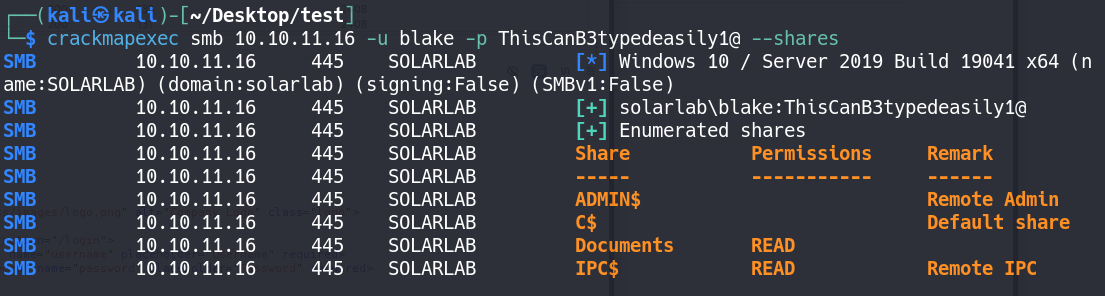 ┌──(kali㉿kali)-[~/Desktop/test]
└─$ crackmapexec smb 10.10.11.16 -u blake -p ThisCanB3typedeasily1@ --shares
SMB 10.10.11.16 445 SOLARLAB [*] Windows 10 / Server 2019 Build 19041 x64 (n
ame:SOLARLAB) (domain:solarlab) (signing:False) (SMBv1:False)
SMB 10.10.11.16 445 SOLARLAB [+] solarlab\blake:ThisCanB3typedeasily1@
SMB 10.10.11.16 445 SOLARLAB [+] Enumerated shares
SMB 10.10.11.16 445 SOLARLAB Share Permissions Remark
SMB 10.10.11.16 445 SOLARLAB ----- ----------- ------
SMB 10.10.11.16 445 SOLARLAB ADMIN$ Remote Admin
SMB 10.10.11.16 445 SOLARLAB C$ Default share
SMB 10.10.11.16 445 SOLARLAB Documents READ
SMB 10.10.11.16 445 SOLARLAB IPC$ READ Remote IPC